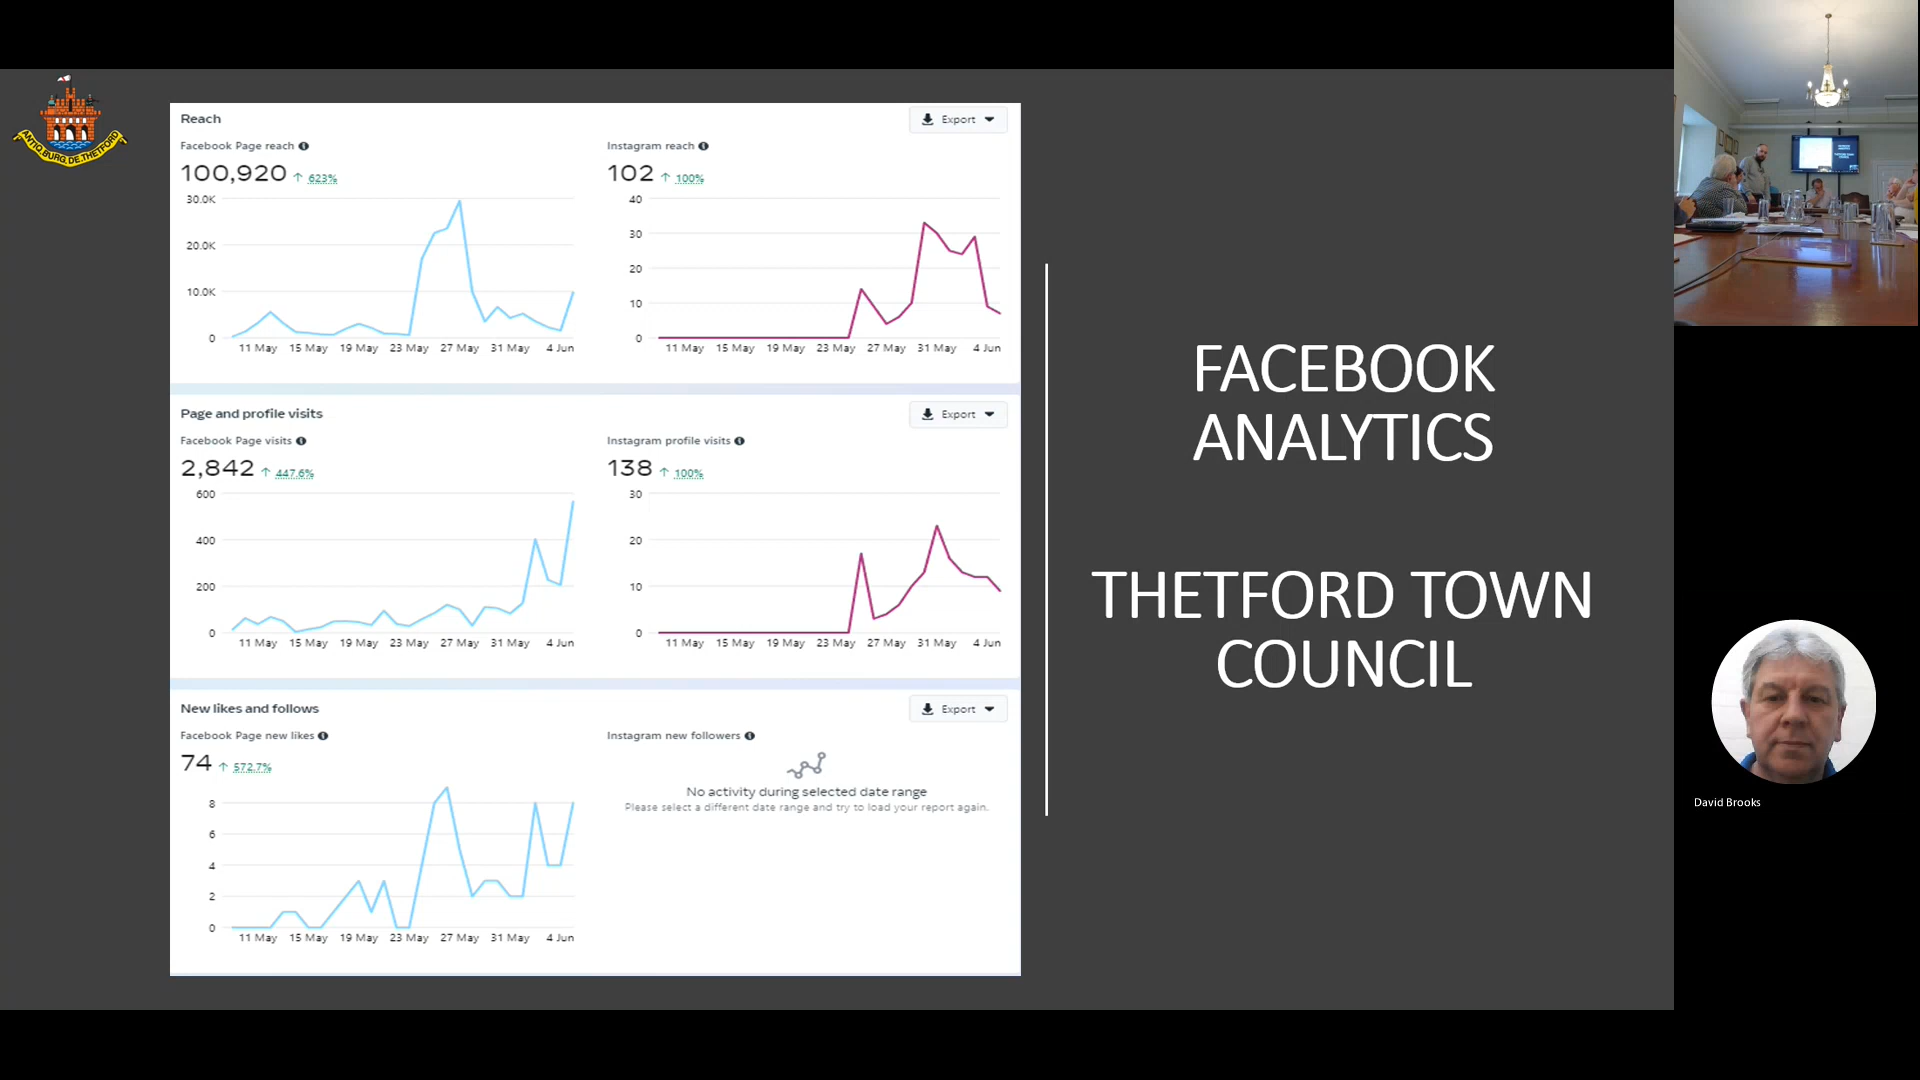 ANTIQ. BURG. DE. THETFORD
Reach
Export
Facebook Page reach
100,920 ↑ 623%
30.0K
20.0K
10.0K
0
11 May 15 May 19 May 23 May 27 May 31 May 4 Jun
Instagram reach
102 ↑ 100%
40
30
20
10
0
11 May 15 May 19 May 23 May 27 May 31 May 4 Jun
Page and profile visits
Export
Facebook Page visits
2,842 ↑ 447.6%
600
400
200
0
11 May 15 May 19 May 23 May 27 May 31 May 4 Jun
Instagram profile visits
138 ↑ 100%
30
20
10
0
11 May 15 May 19 May 23 May 27 May 31 May 4 Jun
New likes and follows
Export
Facebook Page new likes
74 ↑ 572.7%
8
6
4
2
0
11 May 15 May 19 May 23 May 27 May 31 May 4 Jun
Instagram new followers
No activity during selected date range
Please select a different date range and try to load your report again.
FACEBOOK
ANALYTICS
THETFORD TOWN
COUNCIL
David Brooks